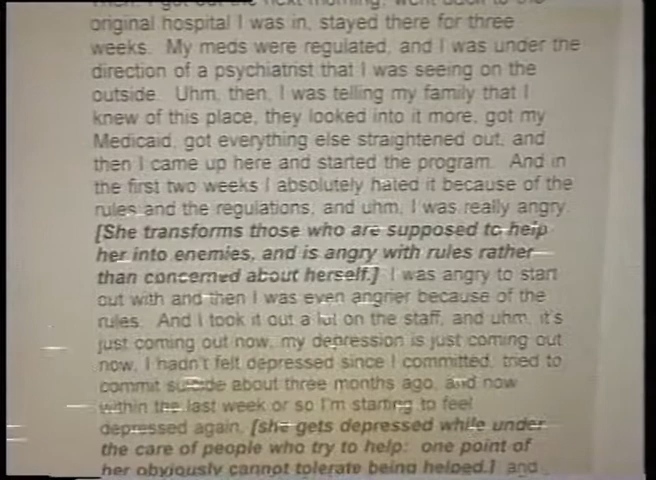 original hospital I was in, stayed there for three
weeks. My meds were regulated, and I was under the
direction of a psychiatrist that I was seeing on the
outside. Uhm, then, I was telling my family that I
knew of this place, they looked into it more, got my
Medicaid, got everything else straightened out, and
then I came up here and started the program. And in
the first two weeks I absolutely hated it because of the
rules and the regulations, and uhm, I was really angry.
[She transforms those who are supposed to help
her into enemies, and is angry with rules rather
than concerned about herself.] I was angry to start
out with and then I was even angrier because of the
rules. And I took it out a lot on the staff, and uhm, it's
just coming out now, my depression is just coming out
now, I hadn't felt depressed since I committed, tried to
commit suicide about three months ago, and now
within the last week or so I'm starting to feel
depressed again, [she gets depressed while under
the care of people who try to help: one point of
her obviously cannot tolerate being helped.] and